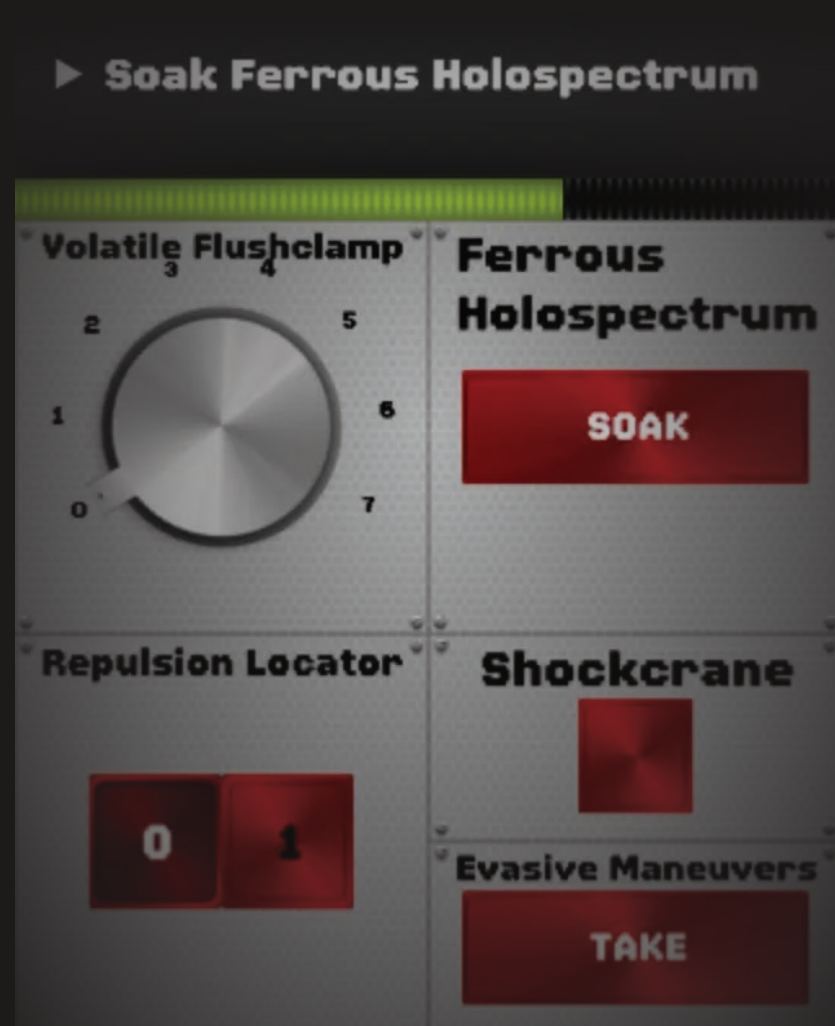 Soak Ferrous Holospectrum
Volatile Flushclamp
0
1
2
3
4
5
6
7
Ferrous
Holospectrum
SOAK
Repulsion Locator
0 1
Shockcrane
Evasive Maneuvers
TAKE